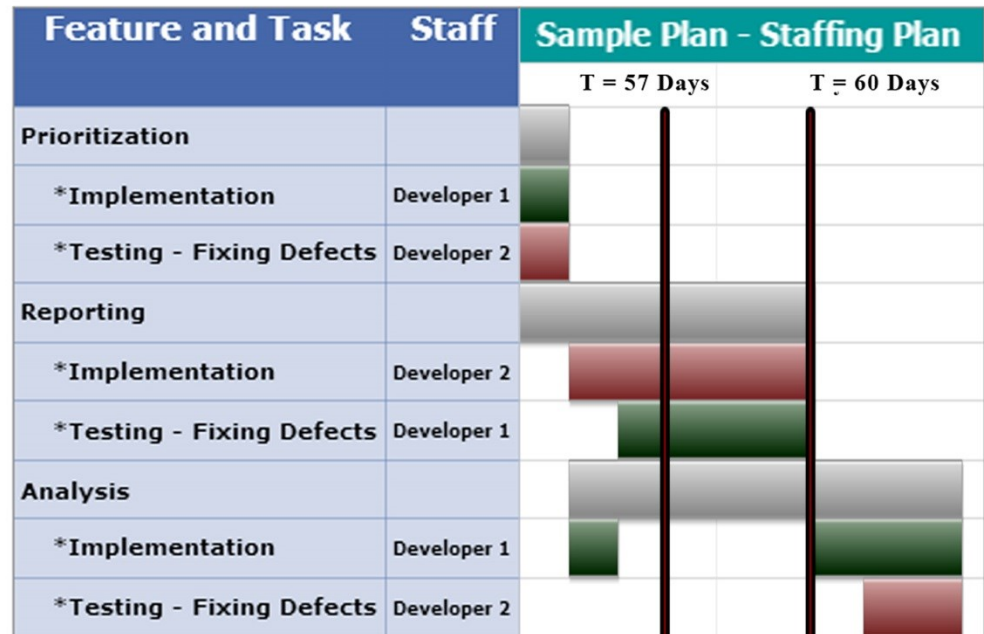 Feature and Task Staff Sample Plan - Staffing Plan
T = 57 Days T = 60 Days
Prioritization
*Implementation Developer 1
*Testing - Fixing Defects Developer 2
Reporting
*Implementation Developer 2
*Testing - Fixing Defects Developer 1
Analysis
*Implementation Developer 1
*Testing - Fixing Defects Developer 2